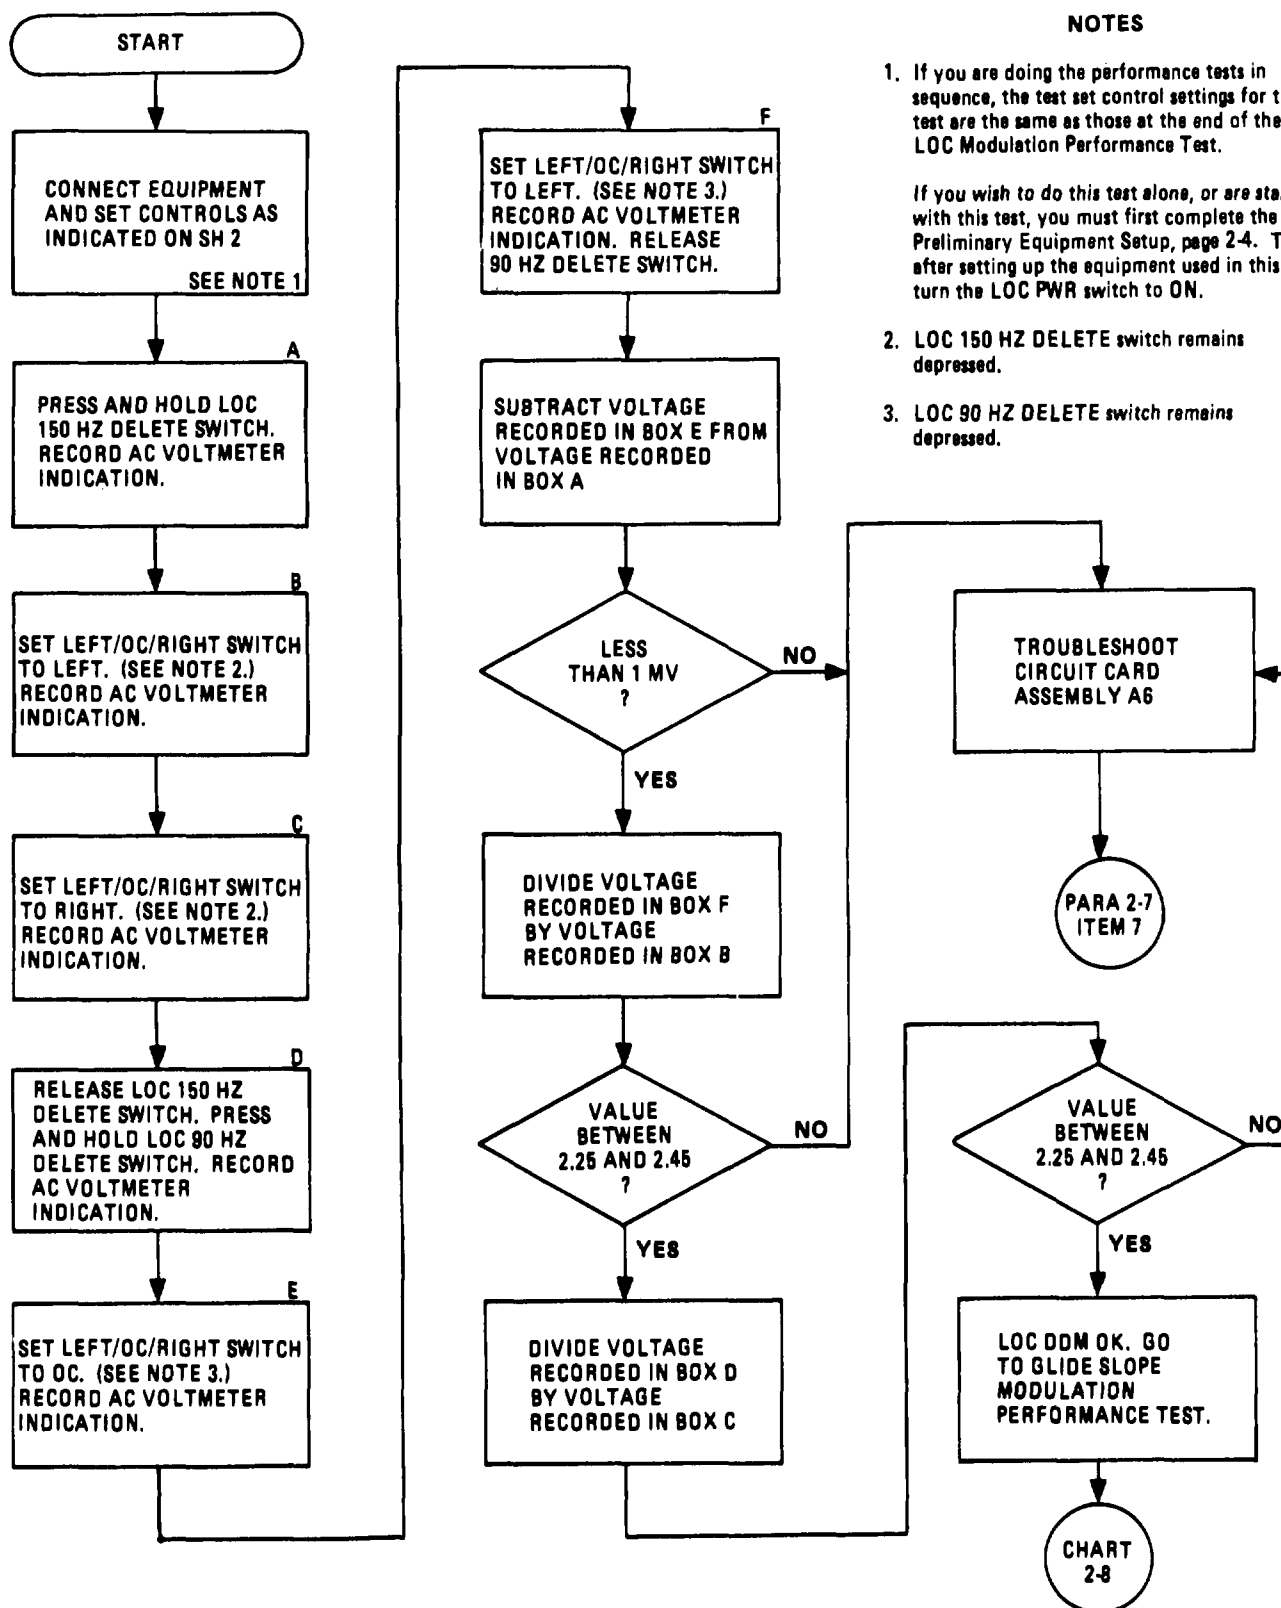 START
CONNECT EQUIPMENT
AND SET CONTROLS AS
INDICATED ON SH 2
SEE NOTE 1
A
PRESS AND HOLD LOC
150 HZ DELETE SWITCH.
RECORD AC VOLTMETER
INDICATION.
B
SET LEFT/OC/RIGHT SWITCH
TO LEFT. (SEE NOTE 2.)
RECORD AC VOLTMETER
INDICATION.
C
SET LEFT/OC/RIGHT SWITCH
TO RIGHT. (SEE NOTE 2.)
RECORD AC VOLTMETER
INDICATION.
D
RELEASE LOC 150 HZ
DELETE SWITCH. PRESS
AND HOLD LOC 90 HZ
DELETE SWITCH. RECORD
AC VOLTMETER
INDICATION.
E
SET LEFT/OC/RIGHT SWITCH
TO OC. (SEE NOTE 3.)
RECORD AC VOLTMETER
INDICATION.
F
SET LEFT/OC/RIGHT SWITCH
TO LEFT. (SEE NOTE 3.)
RECORD AC VOLTMETER
INDICATION. RELEASE
90 HZ DELETE SWITCH.
SUBTRACT VOLTAGE
RECORDED IN BOX E FROM
VOLTAGE RECORDED
IN BOX A
LESS
THAN 1 MV
?
NO
YES
DIVIDE VOLTAGE
RECORDED IN BOX F
BY VOLTAGE
RECORDED IN BOX B
VALUE
BETWEEN
2.25 AND 2.45
?
NO
YES
DIVIDE VOLTAGE
RECORDED IN BOX D
BY VOLTAGE
RECORDED IN BOX C
NOTES
1. If you are doing the performance tests in
sequence, the test set control settings for t
test are the same as those at the end of the
LOC Modulation Performance Test.
If you wish to do this test alone, or are sta
with this test, you must first complete the
Preliminary Equipment Setup, page 2-4. T
after setting up the equipment used in this
turn the LOC PWR switch to ON.
2. LOC 150 HZ DELETE switch remains
depressed.
3. LOC 90 HZ DELETE switch remains
depressed.
TROUBLESHOOT
CIRCUIT CARD
ASSEMBLY A6
PARA 2-7
ITEM 7
VALUE
BETWEEN
2.25 AND 2.45
?
NO
YES
LOC DDM OK. GO
TO GLIDE SLOPE
MODULATION
PERFORMANCE TEST.
CHART
2-8